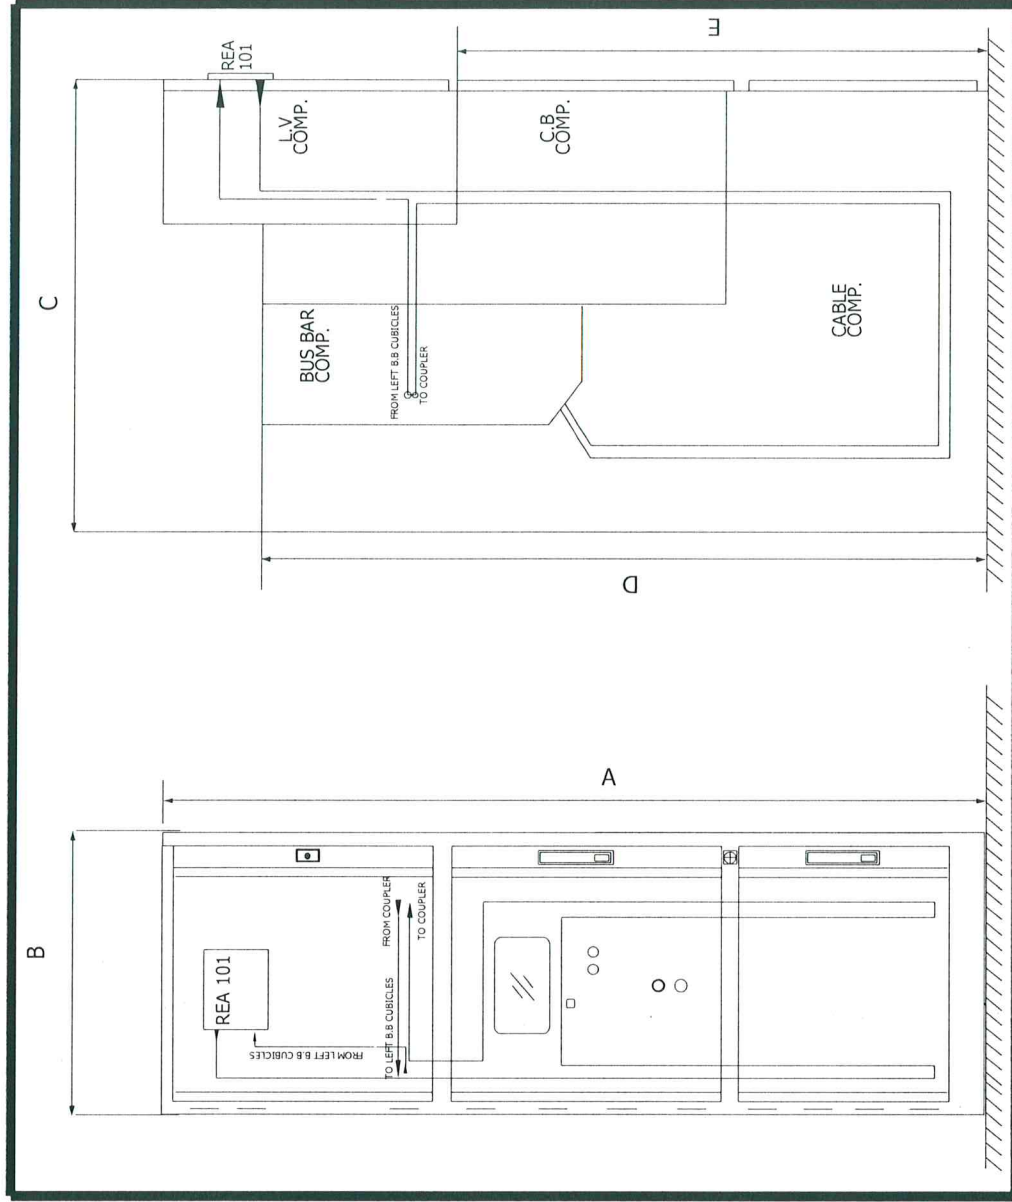 C
REA
101
L.V
COMP.
C.B
COMP.
BUS BAR
COMP.
FROM LEFT B.B CUBICLES
TO COUPLER
CABLE
COMP.
E
D
B
A
REA 101
FROM LEFT B.B CUBICLES
TO LEFT B.B CUBICLES
FROM COUPLER
TO COUPLER